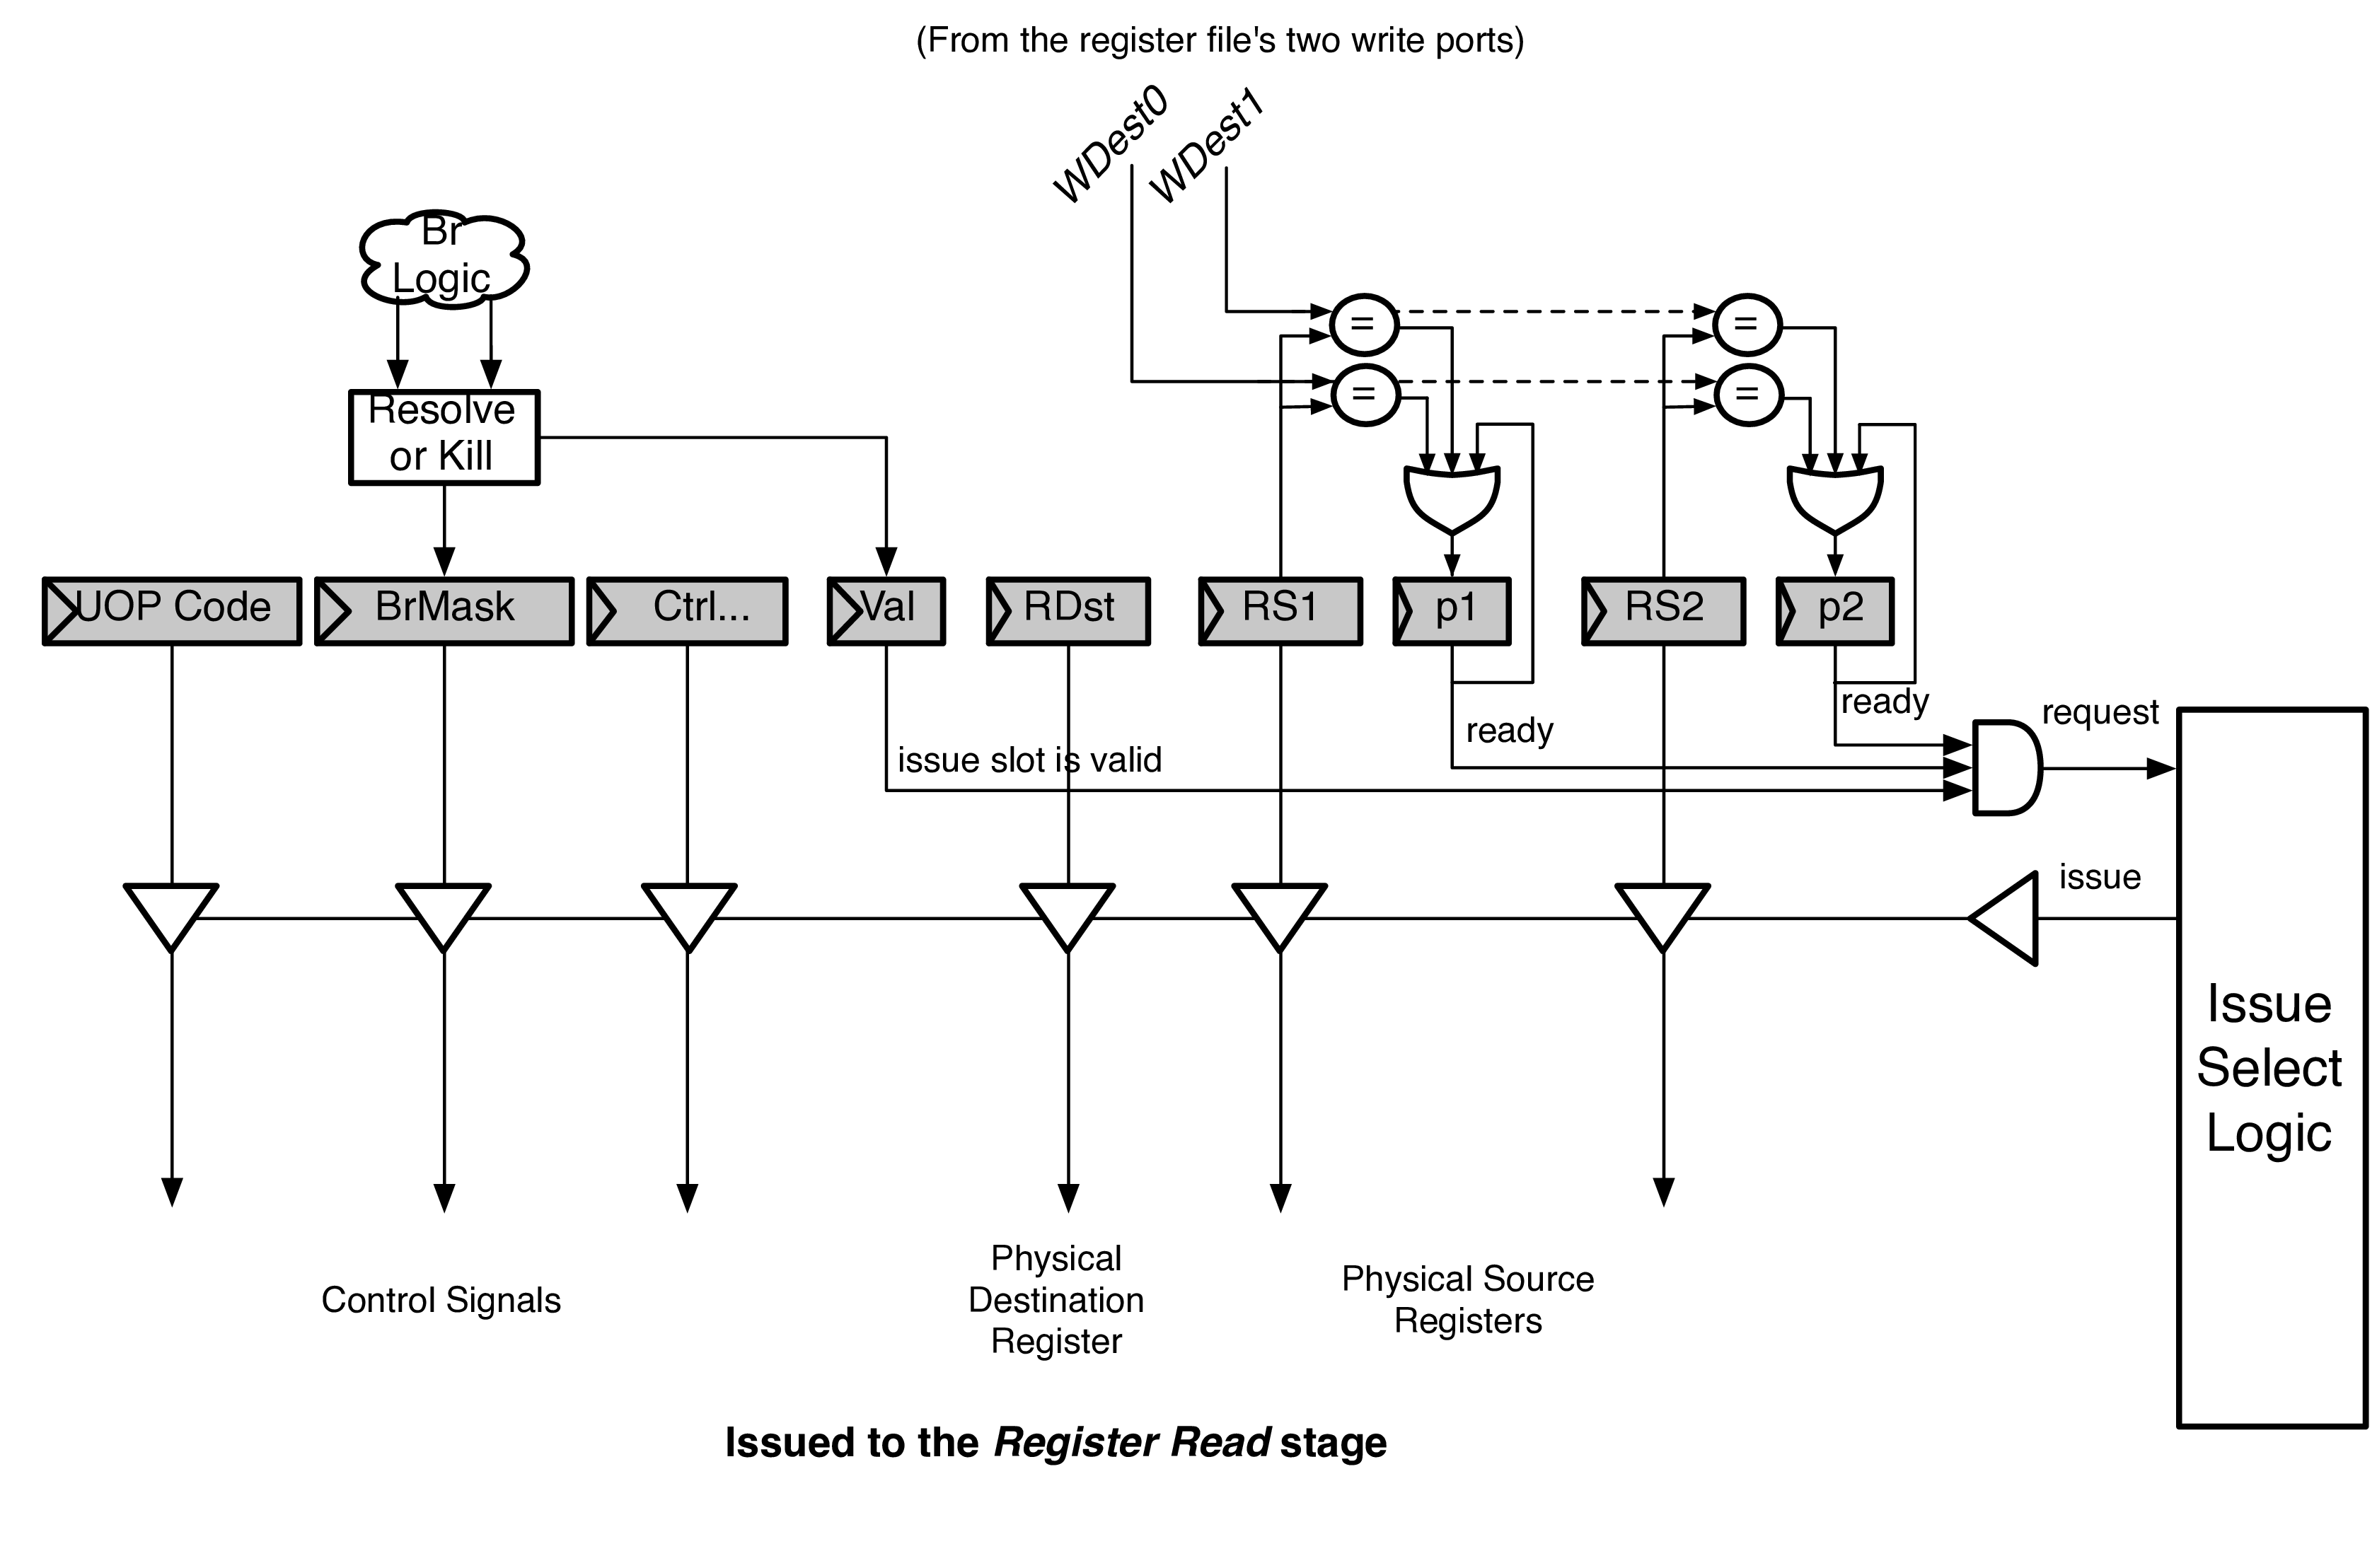 (From the register file's two write ports)
WDest0
WDest1
Br
Logic
=
=
=
=
Resolve
or Kill
UOP Code
BrMask
Ctrl...
Val
RDst
RS1
p1
RS2
p2
ready
request
ready
issue slot is valid
issue
Issue
Select
Logic
Control Signals
Physical
Destination
Register
Physical Source
Registers
Issued to the Register Read stage